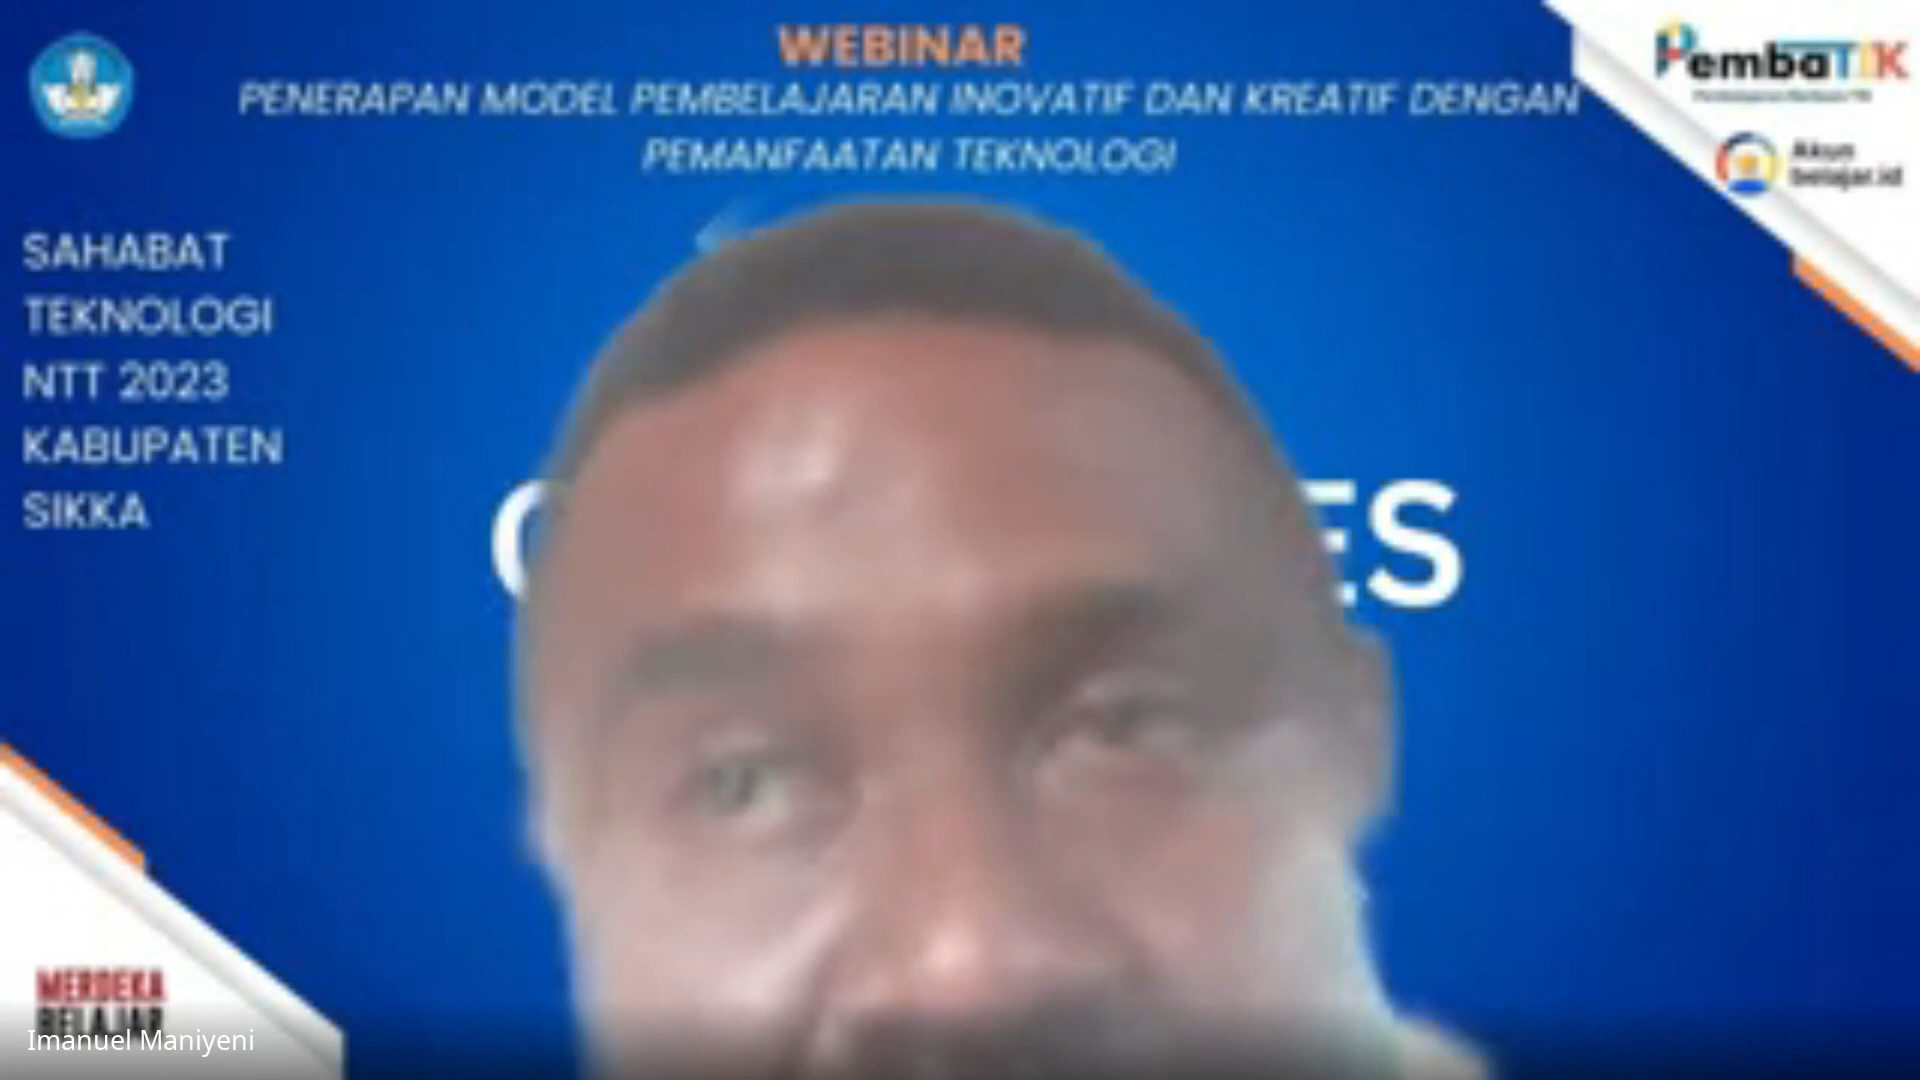 WEBINAR
PENERAPAN MODEL PEMBELAJARAN INOVATIF DAN KREATIF DENGAN
PEMANFAATAN TEKNOLOGI
PembaTIK
Akun
belajar.id
SAHABAT
TEKNOLOGI
NTT 2023
KABUPATEN
SIKKA
ES
MERDEKA
BELAJAR
Imanuel Maniyeni